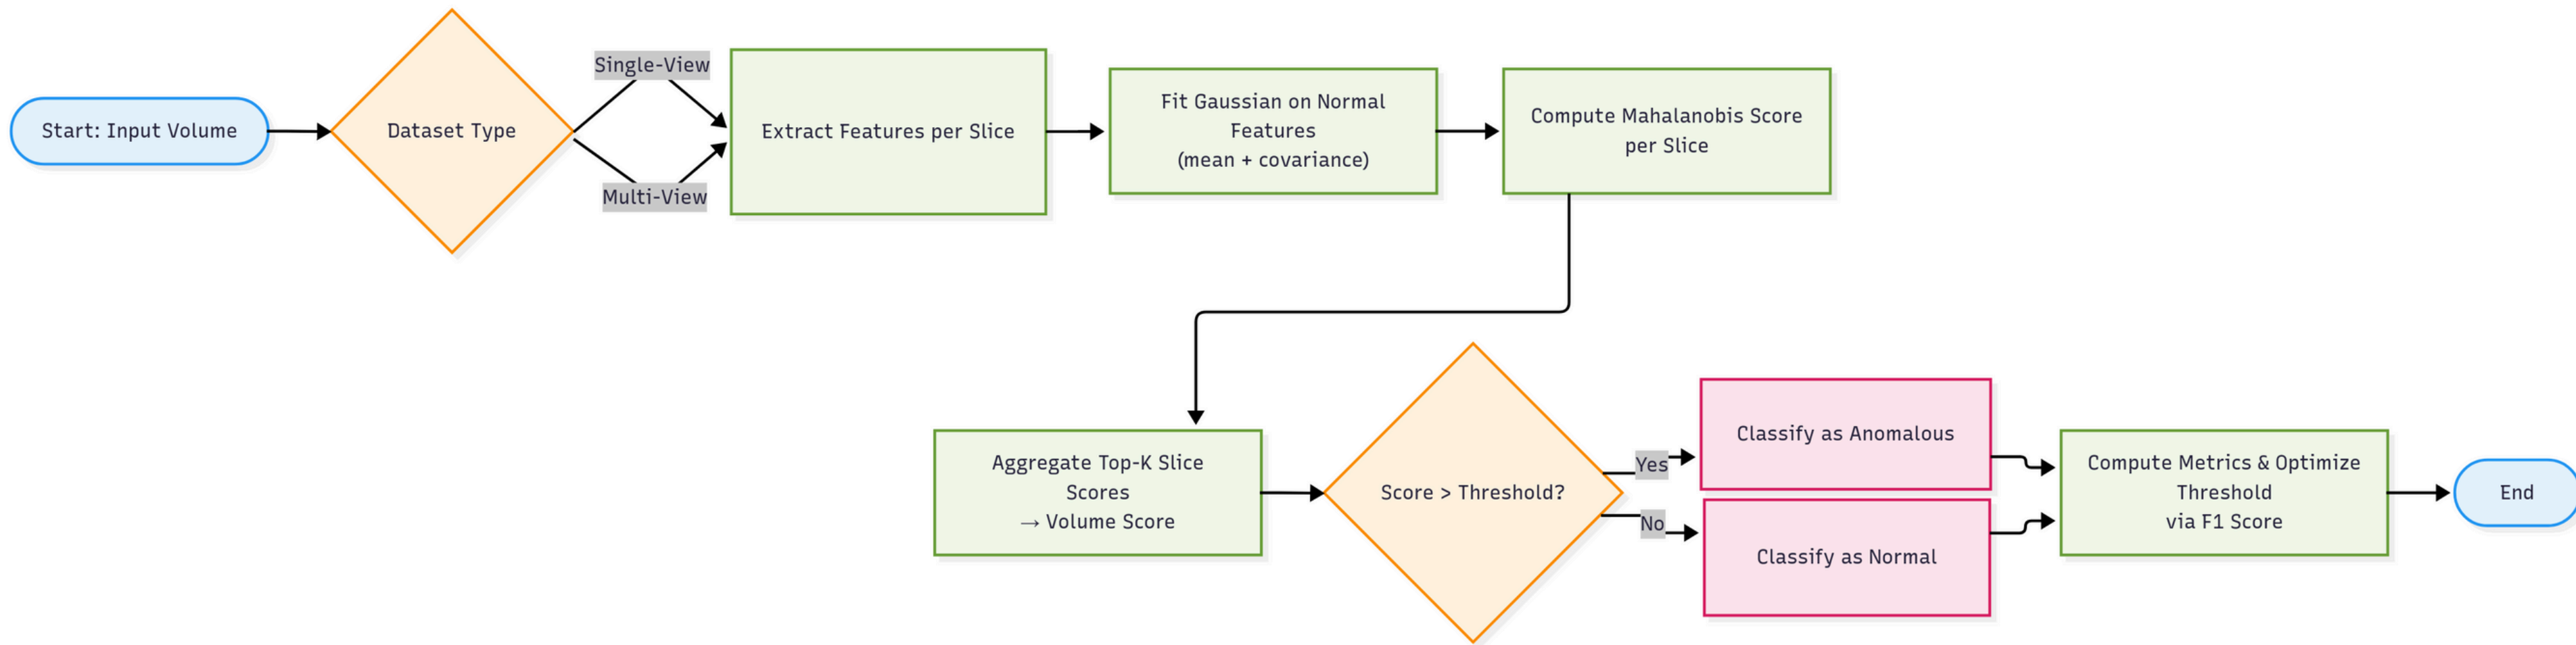 Start: Input Volume
Dataset Type
Single-View
Multi-View
Extract Features per Slice
Fit Gaussian on Normal
Features
(mean + covariance)
Compute Mahalanobis Score
per Slice
Aggregate Top-K Slice
Scores
→ Volume Score
Score > Threshold?
Yes
No
Classify as Anomalous
Classify as Normal
Compute Metrics & Optimize
Threshold
via F1 Score
End